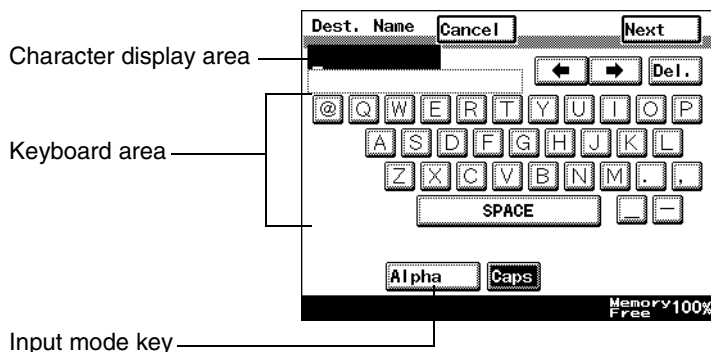 Dest. Name Cancel Next
Character display area
← → Del.
@ Q W E R T Y U I O P
Keyboard area
A S D F G H J K L
Z X C V B N M . ,
SPACE _ —
Alpha Caps
Memory Free 100%
Input mode key